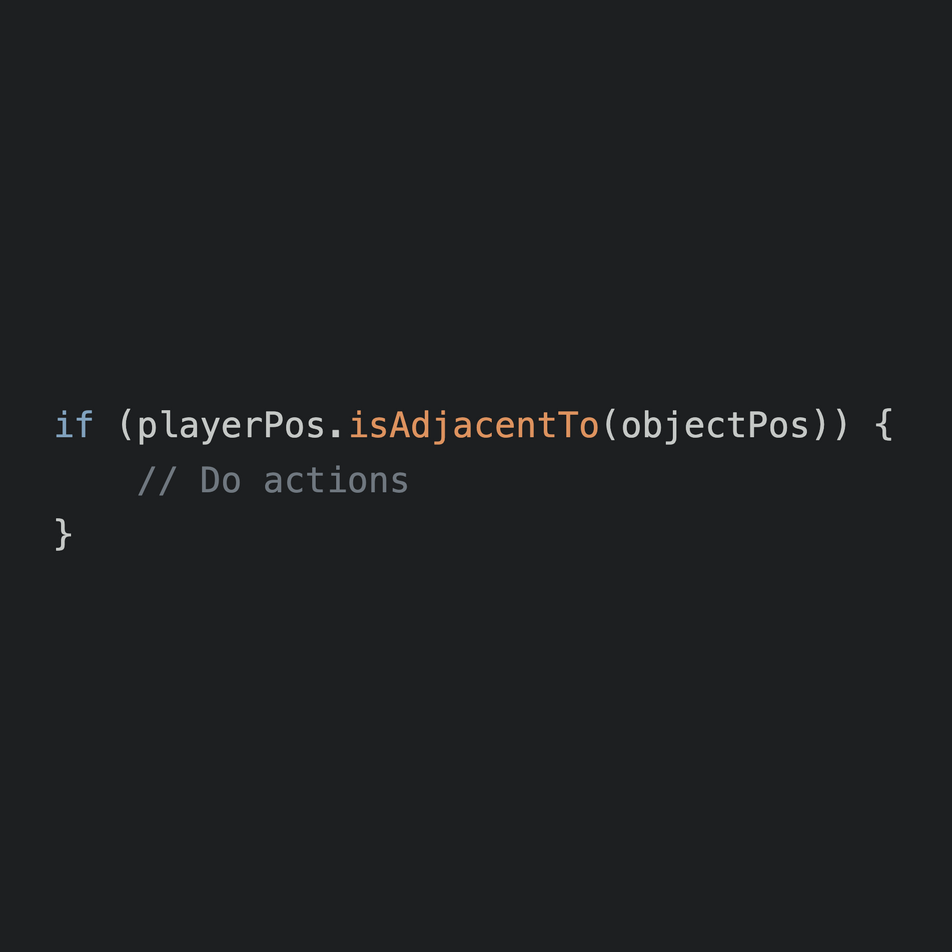 if (playerPos.isAdjacentTo(objectPos)) {
    // Do actions
}